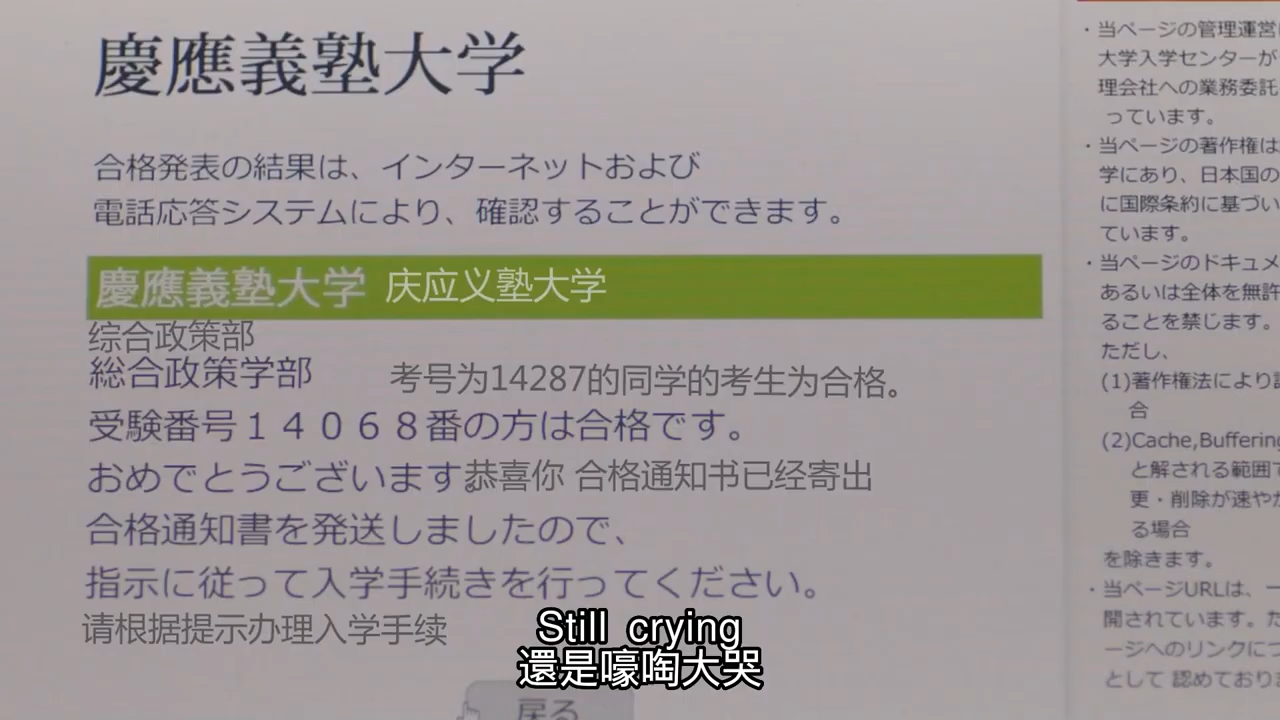 慶應義塾大学
合格発表の結果は、インターネットおよび
電話応答システムにより、確認することができます。
慶應義塾大学 庆应义塾大学
综合政策部
総合政策学部
考号为14287的同学的考生为合格。
受験番号１４０６８番の方は合格です。
おめでとうございます。
恭喜你 合格通知书已经寄出
合格通知書を発送しましたので、
指示に従って入学手続きを行ってください。
请根据提示办理入学手续
戻る
・当ページの管理運営
大学入学センターが
理会社への業務委託
っています。
・当ページの著作権は
学にあり、日本国の
に国際条約に基づい
ています。
・当ページのドキュメ
あるいは全体を無許
ることを禁じます。
ただし、
(1)著作権法により
合
(2)Cache,Buffering
と解される範囲
更・削除が速やか
る場合
を除きます。
・当ページURLは、一
開されています。た
ージへのリンクにつ
として 認めており
Still crying
還是嚎啕大哭